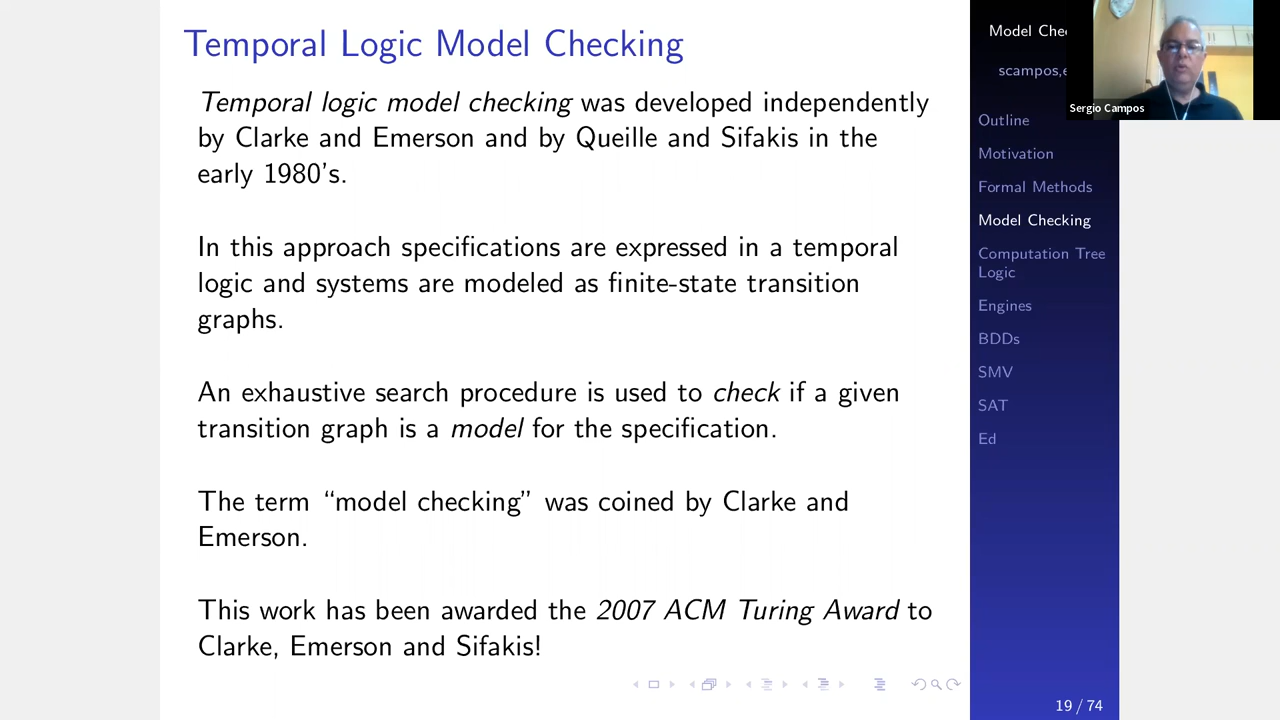 Temporal Logic Model Checking
Temporal logic model checking was developed independently
by Clarke and Emerson and by Queille and Sifakis in the
early 1980’s.
In this approach specifications are expressed in a temporal
logic and systems are modeled as finite-state transition
graphs.
An exhaustive search procedure is used to check if a given
transition graph is a model for the specification.
The term “model checking” was coined by Clarke and
Emerson.
This work has been awarded the 2007 ACM Turing Award to
Clarke, Emerson and Sifakis!
Model
scampos,
Sergio Campos
Outline
Motivation
Formal Methods
Model Checking
Computation Tree
Logic
Engines
BDDs
SMV
SAT
Ed
19 / 74